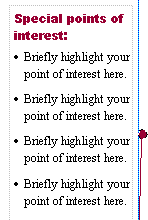 Special points of
interest:
• Briefly highlight your
point of interest here.
• Briefly highlight your
point of interest here.
• Briefly highlight your
point of interest here.
• Briefly highlight your
point of interest here.